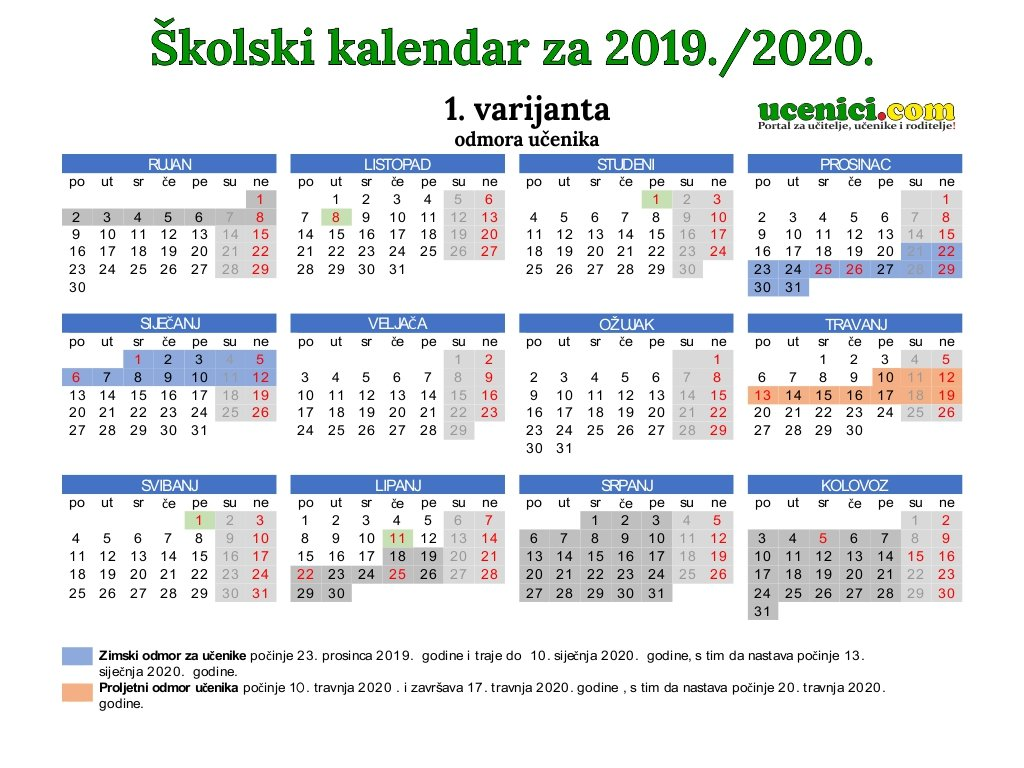 Školski kalendar za 2019./2020.
1. varijanta
odmora učenika
ucenici.com
Portal za učitelje, učenike i roditelje!
RUJAN LISTOPAD STUDENI PROSINAC
po ut sr če pe su ne po ut sr če pe su ne po ut sr če pe su ne po ut sr če pe su ne
1 1 2 3 4 5 6 1 2 3 1
2 3 4 5 6 7 8 7 8 9 10 11 12 13 4 5 6 7 8 9 10 2 3 4 5 6 7 8
9 10 11 12 13 14 15 14 15 16 17 18 19 20 11 12 13 14 15 16 17 9 10 11 12 13 14 15
16 17 18 19 20 21 22 21 22 23 24 25 26 27 18 19 20 21 22 23 24 16 17 18 19 20 21 22
23 24 25 26 27 28 29 28 29 30 31 25 26 27 28 29 30 23 24 25 26 27 28 29
30 30 31
SIJEČANJ VELJAČA OŽUJAK TRAVANJ
po ut sr če pe su ne po ut sr če pe su ne po ut sr če pe su ne po ut sr če pe su ne
1 2 3 4 5 1 2 1 1 2 3 4 5
6 7 8 9 10 11 12 3 4 5 6 7 8 9 2 3 4 5 6 7 8 6 7 8 9 10 11 12
13 14 15 16 17 18 19 10 11 12 13 14 15 16 9 10 11 12 13 14 15 13 14 15 16 17 18 19
20 21 22 23 24 25 26 17 18 19 20 21 22 23 16 17 18 19 20 21 22 20 21 22 23 24 25 26
27 28 29 30 31 24 25 26 27 28 29 23 24 25 26 27 28 29 27 28 29 30
30 31
SVIBANJ LIPANJ SRPANJ KOLOVOZ
po ut sr če pe su ne po ut sr če pe su ne po ut sr če pe su ne po ut sr če pe su ne
1 2 3 1 2 3 4 5 6 7 1 2 3 4 5 1 2
4 5 6 7 8 9 10 8 9 10 11 12 13 14 6 7 8 9 10 11 12 3 4 5 6 7 8 9
11 12 13 14 15 16 17 15 16 17 18 19 20 21 13 14 15 16 17 18 19 10 11 12 13 14 15 16
18 19 20 21 22 23 24 22 23 24 25 26 27 28 20 21 22 23 24 25 26 17 18 19 20 21 22 23
25 26 27 28 29 30 31 29 30 27 28 29 30 31 24 25 26 27 28 29 30
31
Zimski odmor za učenike počinje 23. prosinca 2019. godine i traje do 10. siječnja 2020. godine, s tim da nastava počinje 13.
siječnja 2020. godine.
Proljetni odmor učenika počinje 10. travnja 2020 . i završava 17. travnja 2020. godine , s tim da nastava počinje 20. travnja 2020.
godine.